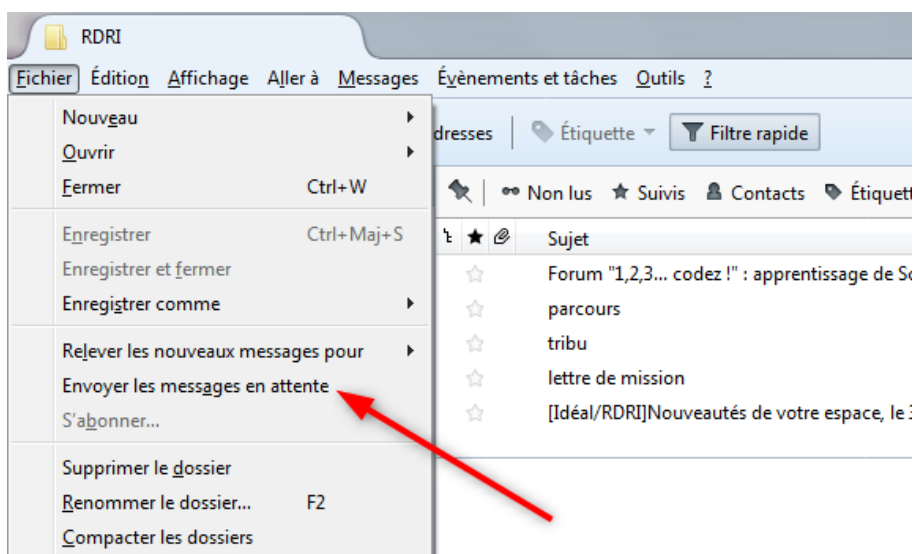 RDRI
Fichier Édition Affichage Aller à Messages Évènements et tâches Outils ?
Nouveau
Ouvrir
Fermer Ctrl+W
Enregistrer Ctrl+Maj+S
Enregistrer et fermer
Enregistrer comme
Relever les nouveaux messages pour
Envoyer les messages en attente
S'abonner...
Supprimer le dossier
Renommer le dossier... F2
Compacter les dossiers
dresses Étiquette Filtre rapide
Non lus Suivis Contacts Étiquett
Sujet
Forum "1,2,3... codez !" : apprentissage de Sc
parcours
tribu
lettre de mission
[Idéal/RDRI]Nouveautés de votre espace, le 3